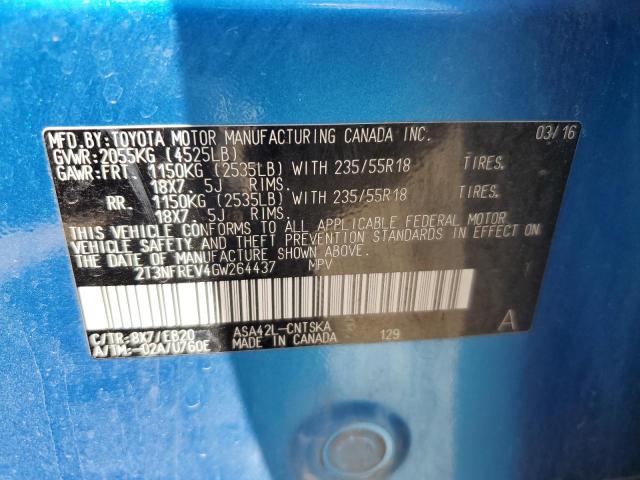 MFD.BY:TOYOTA MOTOR MANUFACTURING CANADA INC. 03/16
GVWR:2055KG (4525LB)
GAWR:FRT. 1150KG (2535LB) WITH 235/55R18 TIRES.
18X7. 5J RIMS.
RR. 1150KG (2535LB) WITH 235/55R18 TIRES.
18X7. 5J RIMS.
THIS VEHICLE CONFORMS TO ALL APPLICABLE FEDERAL MOTOR
VEHICLE SAFETY AND THEFT PREVENTION STANDARDS IN EFFECT ON
THE DATE OF MANUFACTURE SHOWN ABOVE.
2T3NFREV4GW264437 MPV
C/TR:8X7/EB20 ASA42L-CNTSKA 129 A
A/TM:-02A/U760E MADE IN CANADA